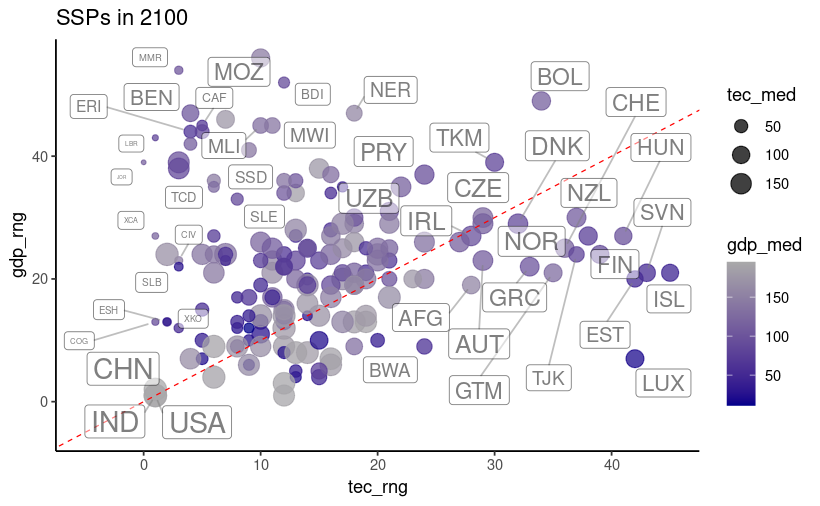 SSPs in 2100
MMR
MOZ
BOL
NER
BEN
CAF
BDI
CHE
ERI
LBR
MLI
MWI
TKM
DNK
HUN
PRY
JOR
SSD
CZE
TCD
UZB
NZL
XCA
SLE
IRL
SVN
CIV
NOR
FIN
SLB
GRC
ISL
ESH
XKO
AFG
COG
AUT
EST
CHN
BWA
TJK
LUX
GTM
IND
USA
gdp_rng
40
20
0
0
10
20
30
40
tec_rng
tec_med
50
100
150
gdp_med
150
100
50